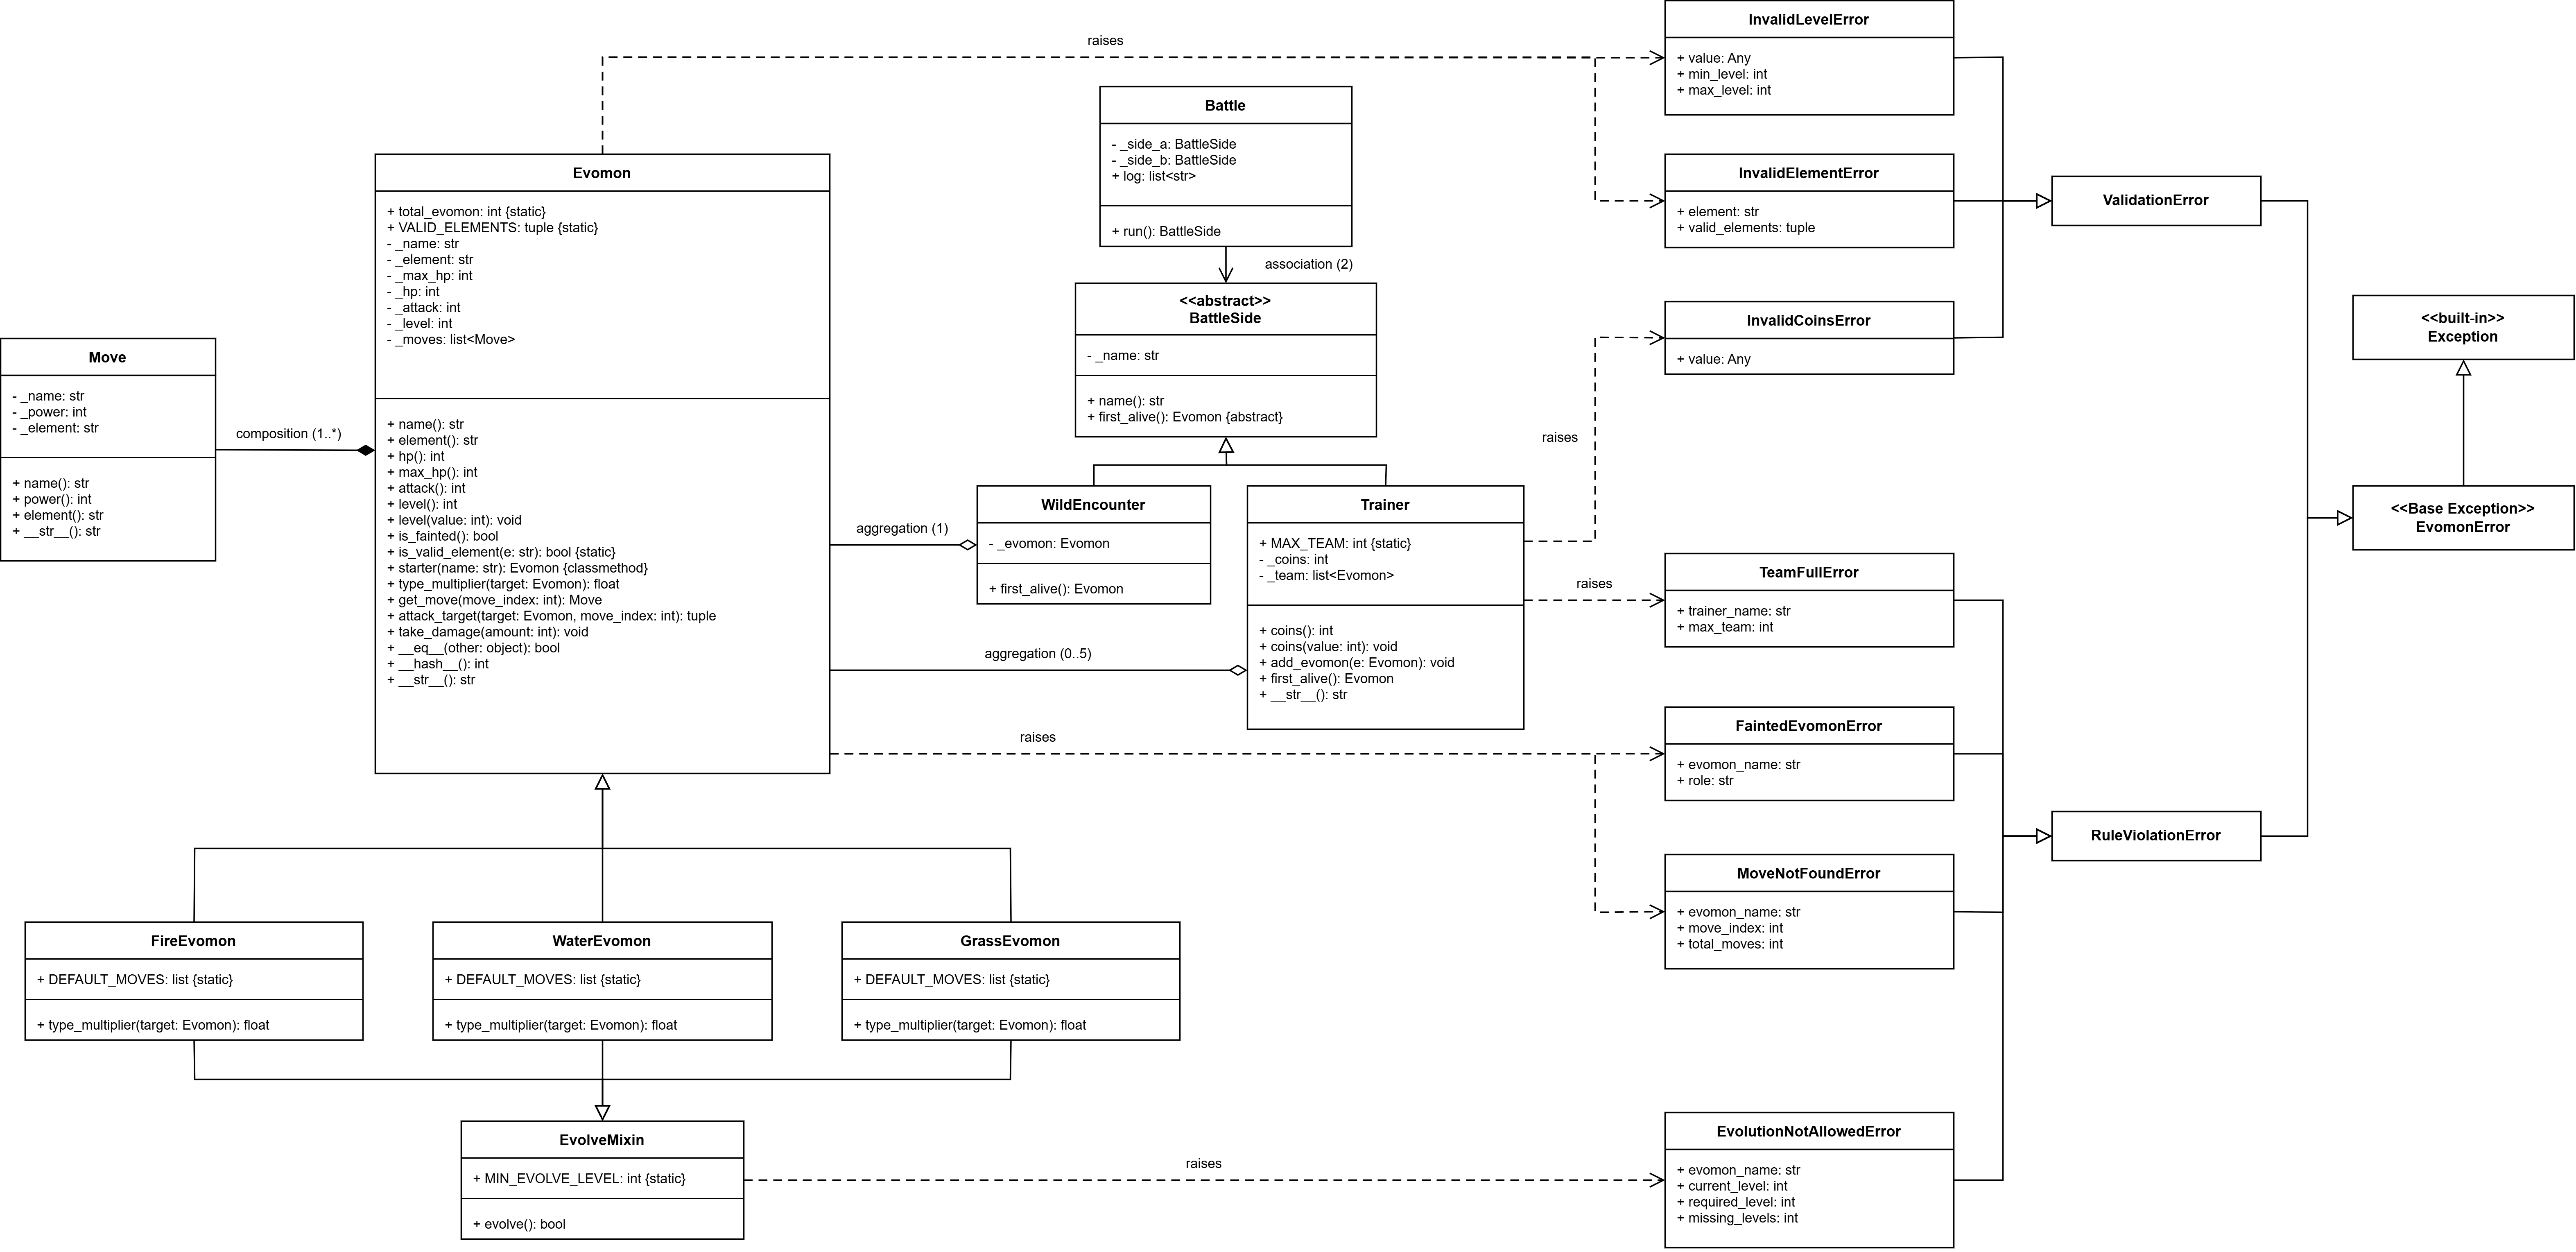 raises
InvalidLevelError
+ value: Any
+ min_level: int
+ max_level: int
Battle
- _side_a: BattleSide
- _side_b: BattleSide
+ log: list<str>
+ run(): BattleSide
association (2)
Evomon
+ total_evomon: int {static}
+ VALID_ELEMENTS: tuple {static}
- _name: str
- _element: str
- _max_hp: int
- _hp: int
- _attack: int
- _level: int
- _moves: list<Move>
+ name(): str
+ element(): str
+ hp(): int
+ max_hp(): int
+ attack(): int
+ level(): int
+ level(value: int): void
+ is_fainted(): bool
+ is_valid_element(e: str): bool {static}
+ starter(name: str): Evomon {classmethod}
+ type_multiplier(target: Evomon): float
+ get_move(move_index: int): Move
+ attack_target(target: Evomon, move_index: int): tuple
+ take_damage(amount: int): void
+ __eq__(other: object): bool
+ __hash__(): int
+ __str__(): str
InvalidElementError
+ element: str
+ valid_elements: tuple
ValidationError
<<abstract>>
BattleSide
- _name: str
+ name(): str
+ first_alive(): Evomon {abstract}
InvalidCoinsError
+ value: Any
<<built-in>>
Exception
Move
- _name: str
- _power: int
- _element: str
+ name(): str
+ power(): int
+ element(): str
+ __str__(): str
composition (1..*)
raises
WildEncounter
- _evomon: Evomon
+ first_alive(): Evomon
aggregation (1)
Trainer
+ MAX_TEAM: int {static}
- _coins: int
- _team: list<Evomon>
+ coins(): int
+ coins(value: int): void
+ add_evomon(e: Evomon): void
+ first_alive(): Evomon
+ __str__(): str
aggregation (0..5)
<<Base Exception>>
EvomonError
raises
TeamFullError
+ trainer_name: str
+ max_team: int
raises
FaintedEvomonError
+ evomon_name: str
+ role: str
RuleViolationError
MoveNotFoundError
+ evomon_name: str
+ move_index: int
+ total_moves: int
FireEvomon
+ DEFAULT_MOVES: list {static}
+ type_multiplier(target: Evomon): float
WaterEvomon
+ DEFAULT_MOVES: list {static}
+ type_multiplier(target: Evomon): float
GrassEvomon
+ DEFAULT_MOVES: list {static}
+ type_multiplier(target: Evomon): float
EvolveMixin
+ MIN_EVOLVE_LEVEL: int {static}
+ evolve(): bool
raises
EvolutionNotAllowedError
+ evomon_name: str
+ current_level: int
+ required_level: int
+ missing_levels: int